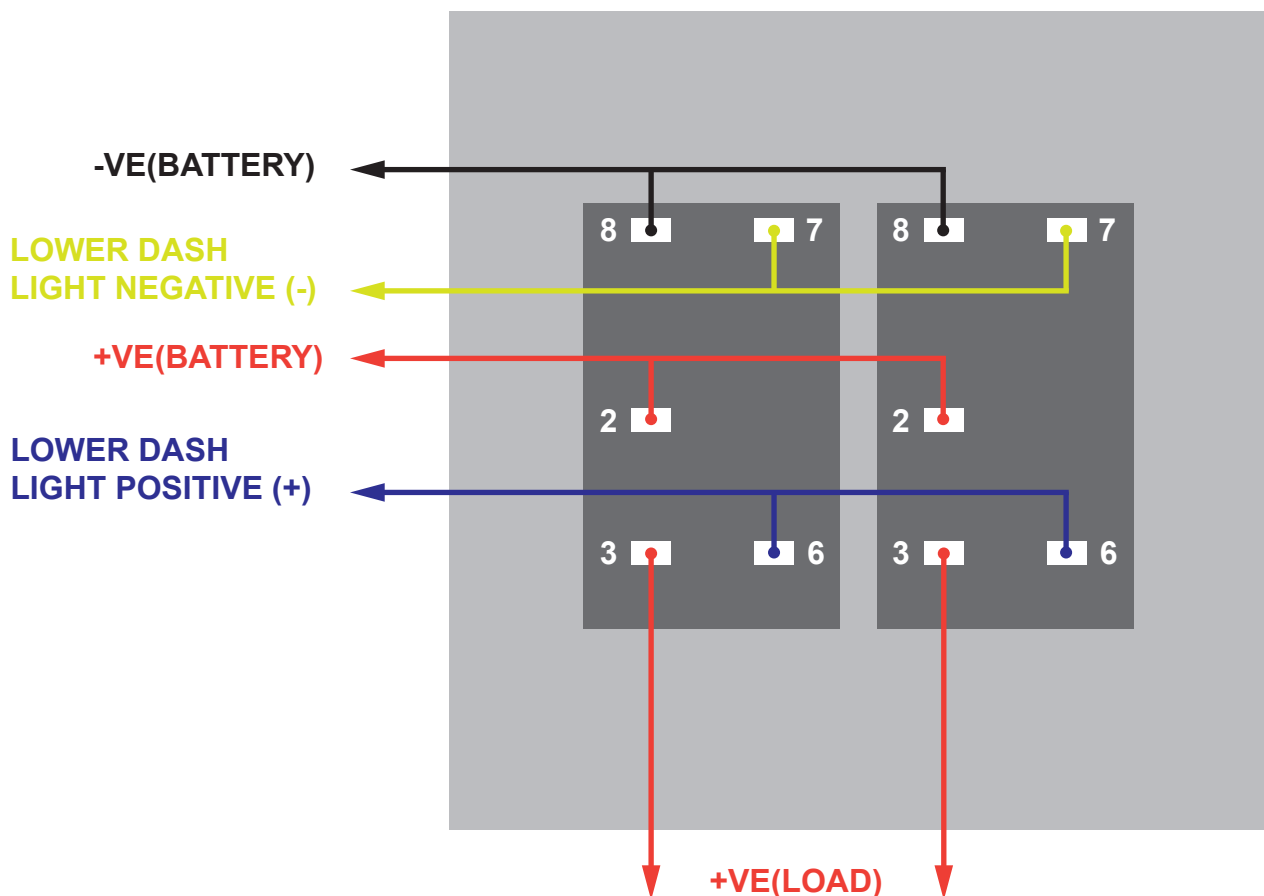 -VE(BATTERY)
8 7 8 7
LOWER DASH
LIGHT NEGATIVE (-)
+VE(BATTERY)
2 2
LOWER DASH
LIGHT POSITIVE (+)
3 6 3 6
+VE(LOAD)